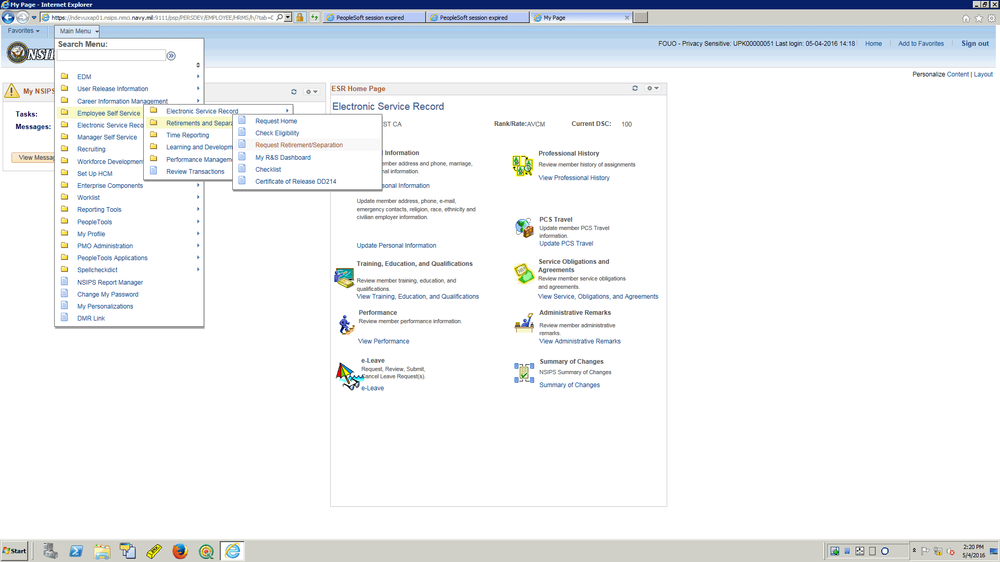 My Page - Internet Explorer
https://ndevuxap01.nsips.nmci.navy.mil:9111/psp/PERSDEV/EMPLOYEE/HRMS/h/?tab=
PeopleSoft session expired
PeopleSoft session expired
My Page
Favorites
Main Menu
FOUO - Privacy Sensitive: UPK00000051 Last login: 05-04-2016 14:18
Home
Add to Favorites
Sign out
Personalize Content | Layout
Search Menu:
EDM
User Release Information
Career Information Management
Employee Self Service
Electronic Service Reco
Manager Self Service
Recruiting
Workforce Development
Set Up HCM
Enterprise Components
Worklist
Reporting Tools
PeopleTools
My Profile
PMO Administration
PeopleTools Applications
Spellcheckdict
NSIPS Report Manager
Change My Password
My Personalizations
DMR Link
Electronic Service Record
Retirements and Separa
Time Reporting
Learning and Developm
Performance Manageme
Review Transactions
Request Home
Check Eligibility
Request Retirement/Separation
My R&S Dashboard
Checklist
Certificate of Release DD214
My NSIPS
Tasks:
Messages:
View Messag
ESR Home Page
Electronic Service Record
ST CA
Rank/Rate:AVCM
Current DSC: 100
l Information
ember address and phone, marriage,
nal information.
sonal Information
Update member address, phone, e-mail,
emergency contacts, religion, race, ethnicity and
civilian employer information.
Update Personal Information
Professional History
Review member history of assignments
View Professional History
PCS Travel
Update member PCS Travel
information.
Update PCS Travel
Training, Education, and Qualifications
Review member training, education, and
qualifications.
View Training, Education, and Qualifications
Service Obligations and
Agreements
Review member service obligations
and agreements.
View Service, Obligations, and Agreements
Performance
Review member performance information.
View Performance
Administrative Remarks
Review member administrative
remarks.
View Administrative Remarks
e-Leave
Request, Review, Submit,
Cancel Leave Request(s).
e-Leave
Summary of Changes
NSIPS Summary of Changes
Summary of Changes
Start
2:20 PM
5/4/2016